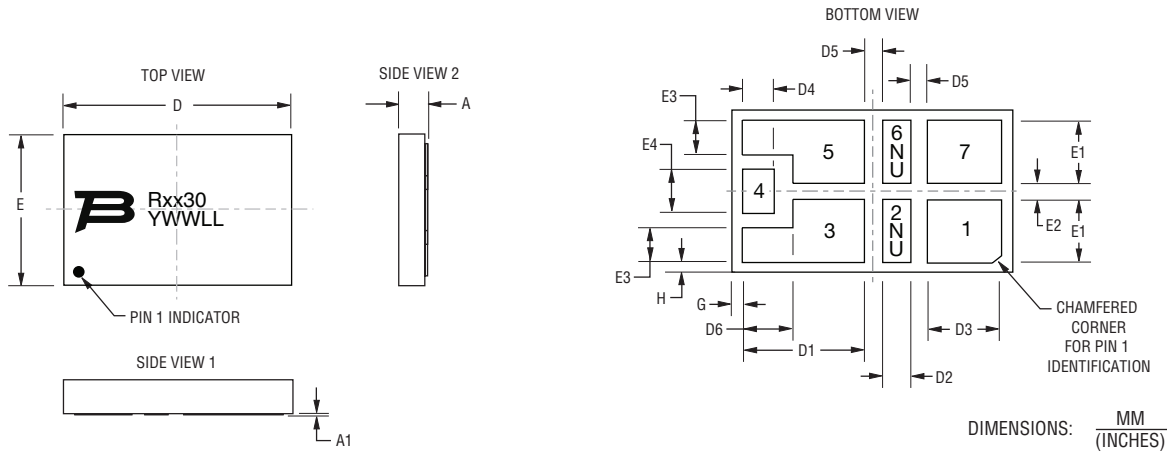 TOP VIEW
D
E
Rxx30
YWWLL
PIN 1 INDICATOR
SIDE VIEW 2
A
SIDE VIEW 1
A1
BOTTOM VIEW
D5
D5
D4
E3
E4
E3
H
G
D6
D1
D2
D3
E1
E2
E1
5
6
NU
7
4
3
2
NU
1
CHAMFERED
CORNER
FOR PIN 1
IDENTIFICATION
DIMENSIONS: MM
(INCHES)